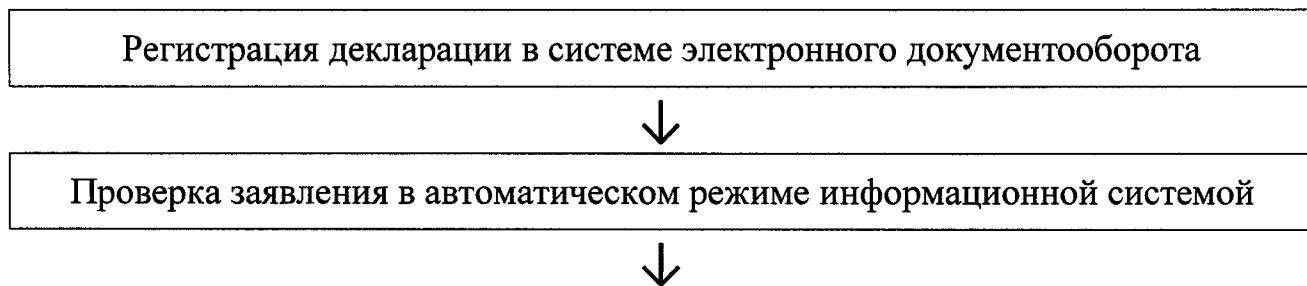 Регистрация декларации в системе электронного документооборота
Проверка заявления в автоматическом режиме информационной системой